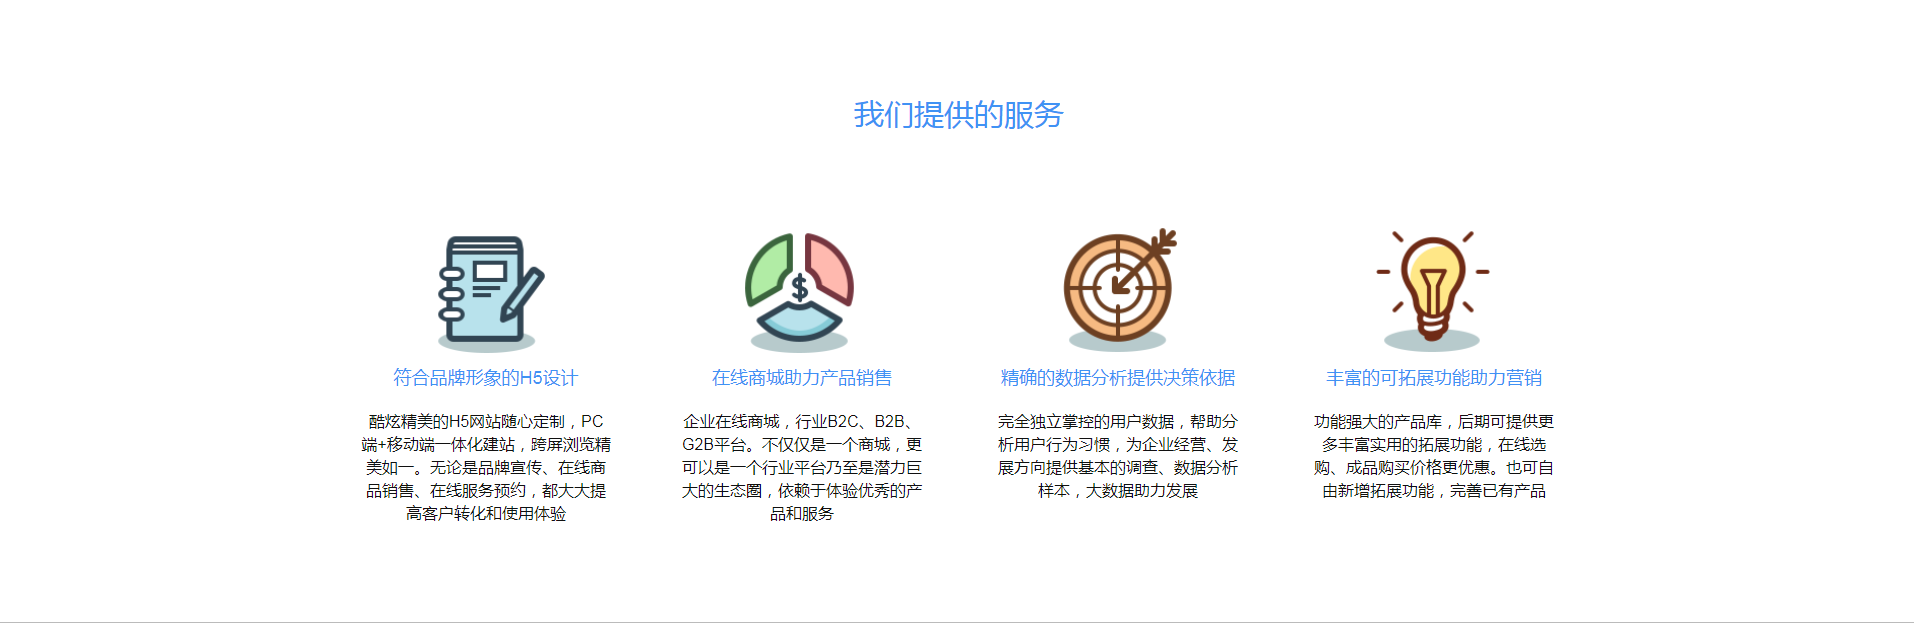 我们提供的服务
$
符合品牌形象的H5设计
酷炫精美的H5网站随心定制，PC
端+移动端一体化建站，跨屏浏览精
美如一。无论是品牌宣传、在线商
品销售、在线服务预约，都大大提
高客户转化和使用体验
在线商城助力产品销售
企业在线商城，行业B2C、B2B、
G2B平台。不仅仅是一个商城，更
可以是一个行业平台乃至是潜力巨
大的生态圈，依赖于体验优秀的产
品和服务
精确的数据分析提供决策依据
完全独立掌控的用户数据，帮助分
析用户行为习惯，为企业经营、发
展方向提供基本的调查、数据分析
样本，大数据助力发展
丰富的可拓展功能助力营销
功能强大的产品库，后期可提供更
多丰富实用的拓展功能，在线选
购、成品购买价格更优惠。也可自
由新增拓展功能，完善已有产品